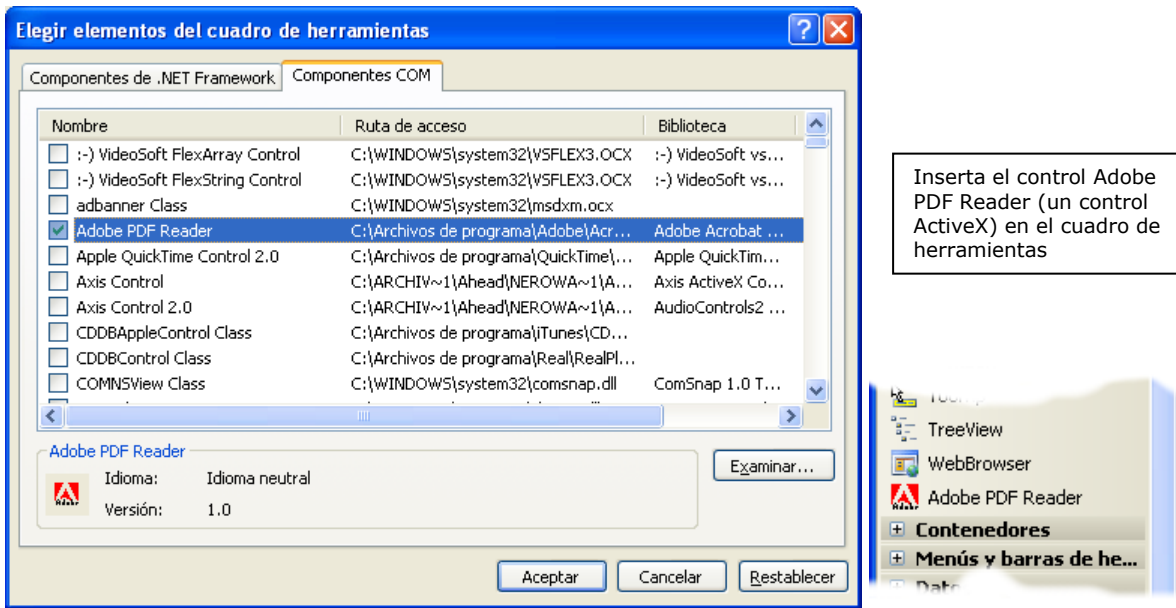 Elegir elementos del cuadro de herramientas
Componentes de .NET Framework Componentes COM
Nombre Ruta de acceso Biblioteca
:-) VideoSoft FlexArray Control C:\WINDOWS\system32\VSFLEX3.OCX :-) VideoSoft vs...
:-) VideoSoft FlexString Control C:\WINDOWS\system32\VSFLEX3.OCX :-) VideoSoft vs...
adbanner Class C:\WINDOWS\system32\msdxm.ocx
Adobe PDF Reader C:\Archivos de programa\Adobe\Acr... Adobe Acrobat ...
Apple QuickTime Control 2.0 C:\Archivos de programa\QuickTime\... Apple QuickTim...
Axis Control C:\ARCHIV~1\Ahead\NEROWA~1\A... Axis ActiveX Co...
Axis Control 2.0 C:\ARCHIV~1\Ahead\NEROWA~1\A... AudioControls2 ...
CDDBAppleControl Class C:\Archivos de programa\iTunes\CD...
CDDBControl Class C:\Archivos de programa\Real\RealPl...
COMNSView Class C:\WINDOWS\system32\comsnap.dll ComSnap 1.0 T...
Adobe PDF Reader
Idioma: Idioma neutral
Versión: 1.0
Examinar...
Aceptar Cancelar Restablecer
Inserta el control Adobe
PDF Reader (un control
ActiveX) en el cuadro de
herramientas
TreeView
WebBrowser
Adobe PDF Reader
Contenedores
Menús y barras de he...